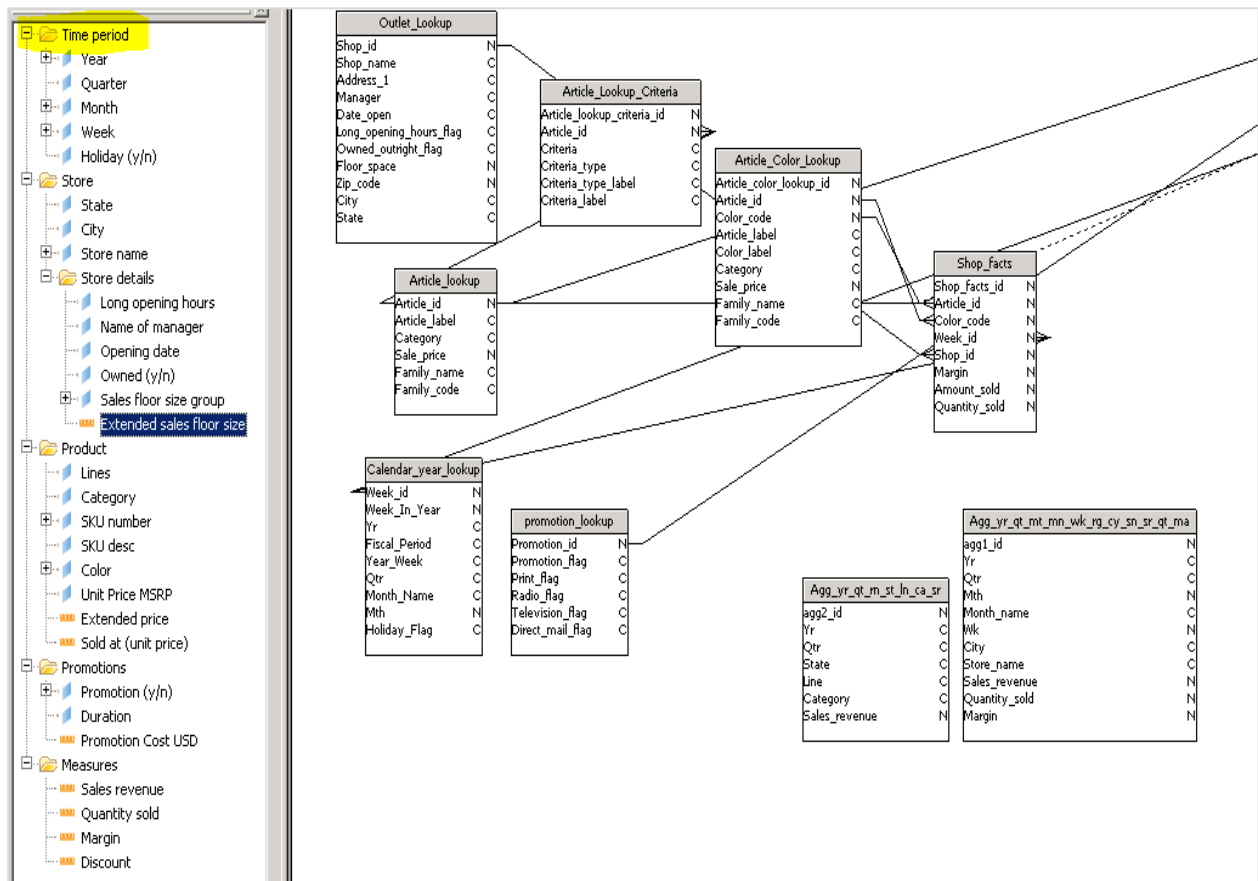 Time period
Year
Quarter
Month
Week
Holiday (y/n)
Store
State
City
Store name
Store details
Long opening hours
Name of manager
Opening date
Owned (y/n)
Sales floor size group
Extended sales floor size
Product
Lines
Category
SKU number
SKU desc
Color
Unit Price MSRP
Extended price
Sold at (unit price)
Promotions
Promotion (y/n)
Duration
Promotion Cost USD
Measures
Sales revenue
Quantity sold
Margin
Discount
Outlet_Lookup
Shop_id N
Shop_name C
Address_1 C
Manager C
Date_open C
Long_opening_hours_flag C
Owned_outright_flag C
Floor_space N
Zip_code N
City C
State C
Article_Lookup_Criteria
Article_lookup_criteria_id N
Article_id N
Criteria C
Criteria_type C
Criteria_type_label C
Criteria_label C
Article_Color_Lookup
Article_color_lookup_id N
Article_id N
Color_code N
Article_label C
Color_label C
Category C
Sale_price N
Family_name C
Family_code C
Shop_facts
Shop_facts_id N
Article_id N
Color_code N
Week_id N
Shop_id N
Margin N
Amount_sold N
Quantity_sold N
Article_lookup
Article_id N
Article_label C
Category C
Sale_price N
Family_name C
Family_code C
Calendar_year_lookup
Week_id N
Week_In_Year N
Yr C
Fiscal_Period C
Year_Week C
Qtr C
Month_Name C
Mth N
Holiday_Flag C
promotion_lookup
Promotion_id N
Promotion_flag C
Print_flag C
Radio_flag C
Television_flag C
Direct_mail_flag C
Agg_yr_qt_rn_st_ln_ca_sr
agg2_id N
Yr C
Qtr C
State C
Line C
Category C
Sales_revenue N
Agg_yr_qt_mt_mn_wk_rg_cy_sn_sr_qt_ma
agg1_id N
Yr C
Qtr C
Mth N
Month_name C
Wk N
City C
Store_name C
Sales_revenue N
Quantity_sold N
Margin N